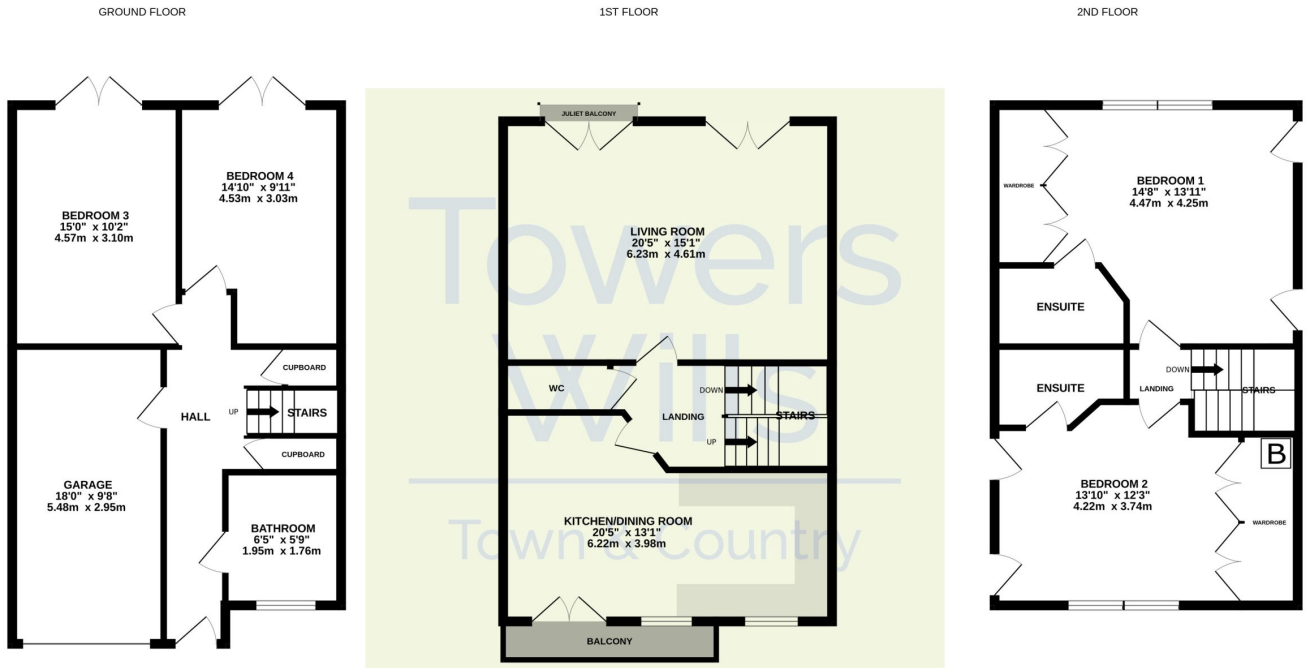 GROUND FLOOR
BEDROOM 3
15'0" x 10'2"
4.57m x 3.10m
BEDROOM 4
14'10" x 9'11"
4.53m x 3.03m
CUPBOARD
UP
STAIRS
HALL
CUPBOARD
GARAGE
18'0" x 9'8"
5.48m x 2.95m
BATHROOM
6'5" x 5'9"
1.95m x 1.76m
1ST FLOOR
JULIET BALCONY
LIVING ROOM
20'5" x 15'1"
6.23m x 4.61m
WC
DOWN
LANDING
STAIRS
UP
KITCHEN/DINING ROOM
20'5" x 13'1"
6.22m x 3.98m
BALCONY
Towers
Wills
Town & Country
2ND FLOOR
WARDROBE
BEDROOM 1
14'8" x 13'11"
4.47m x 4.25m
ENSUITE
ENSUITE
DOWN
LANDING
STAIRS
B
BEDROOM 2
13'10" x 12'3"
4.22m x 3.74m
WARDROBE